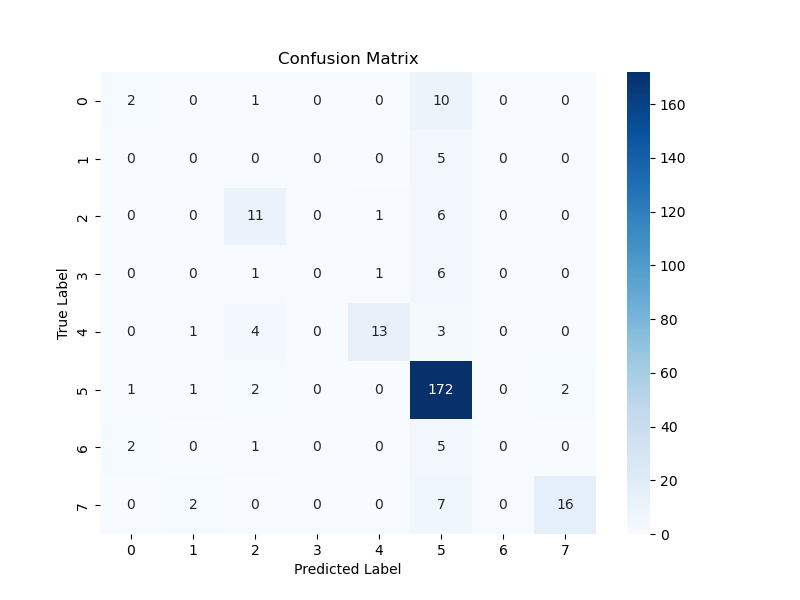 Confusion Matrix
True Label
0 2 0 1 0 0 10 0 0
1 0 0 0 0 0 5 0 0
2 0 0 11 0 1 6 0 0
3 0 0 1 0 1 6 0 0
4 0 1 4 0 13 3 0 0
5 1 1 2 0 0 172 0 2
6 2 0 1 0 0 5 0 0
7 0 2 0 0 0 7 0 16
0 1 2 3 4 5 6 7
Predicted Label
160
140
120
100
80
60
40
20
0